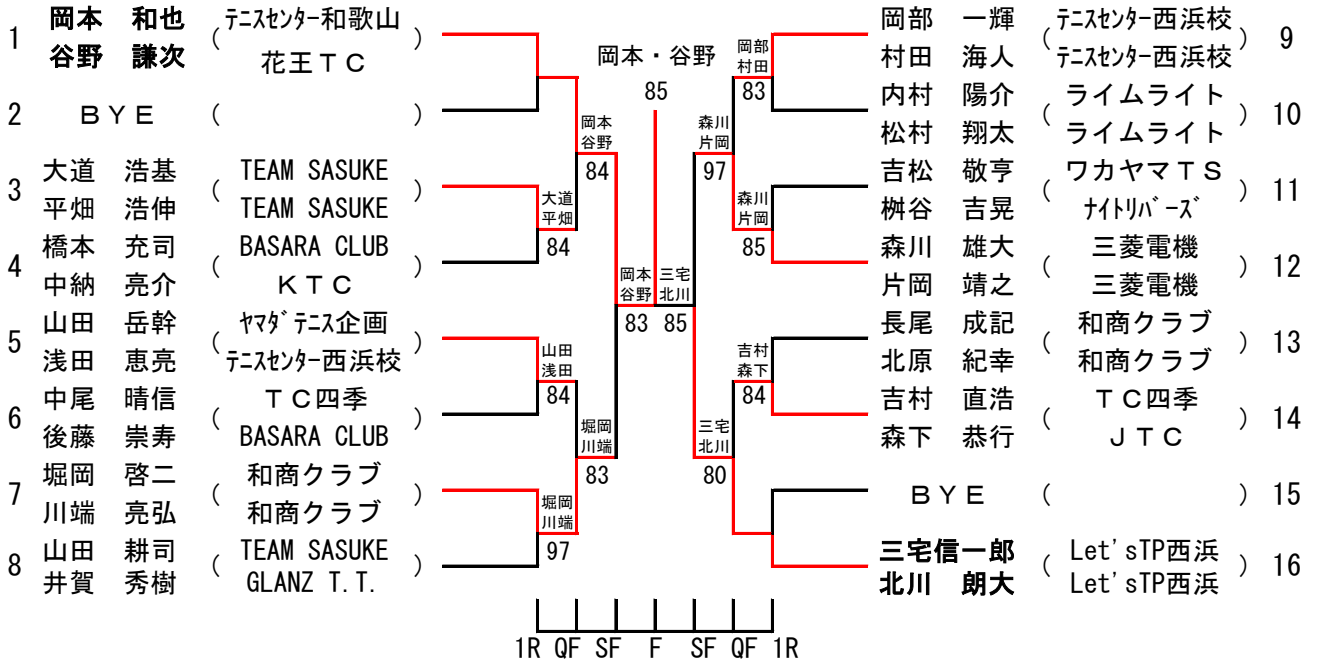 岡本・谷野
85
1 岡本 和也 (テニスセンター和歌山)
谷野 謙次 花王TC
2 BYE ( )
3 大道 浩基 (TEAM SASUKE)
平畑 浩伸 TEAM SASUKE
4 橋本 充司 (BASARA CLUB)
中納 亮介 KTC
5 山田 岳幹 (ヤマダテニス企画)
浅田 恵亮 テニスセンター西浜校
6 中尾 晴信 (TC四季)
後藤 崇寿 BASARA CLUB
7 堀岡 啓二 (和商クラブ)
川端 亮弘 和商クラブ
8 山田 耕司 (TEAM SASUKE)
井賀 秀樹 GLANZ T.T.
大道
平畑
84
山田
浅田
84
堀岡
川端
97
岡本
谷野
84
堀岡
川端
83
岡本
谷野
83
三宅
北川
85
森川
片岡
97
三宅
北川
80
岡部
村田
83
森川
片岡
85
吉村
森下
84
岡部 一輝 (テニスセンター西浜校) 9
村田 海人 テニスセンター西浜校
内村 陽介 (ライムライト) 10
松村 翔太 ライムライト
吉松 敬亨 (ワカヤマTS) 11
桝谷 吉晃 ナイトリバーズ
森川 雄大 (三菱電機) 12
片岡 靖之 三菱電機
長尾 成記 (和商クラブ) 13
北原 紀幸 和商クラブ
吉村 直浩 (TC四季) 14
森下 恭行 JTC
BYE ( ) 15
三宅信一郎 (Let'sTP西浜) 16
北川 朗大 Let'sTP西浜
1R QF SF F SF QF 1R